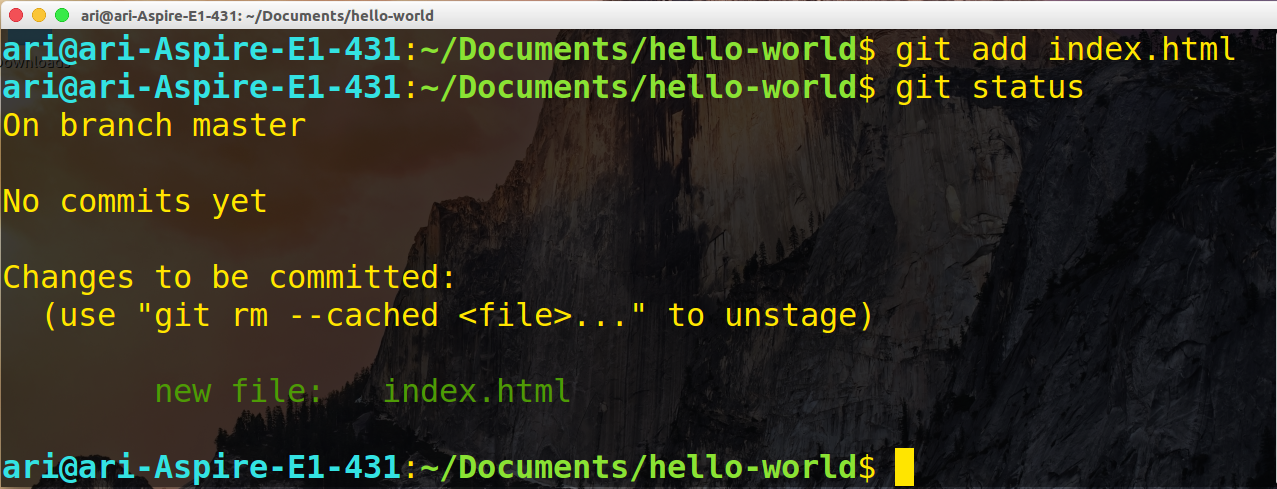 ari@ari-Aspire-E1-431: ~/Documents/hello-world
ari@ari-Aspire-E1-431:~/Documents/hello-world$ git add index.html
ari@ari-Aspire-E1-431:~/Documents/hello-world$ git status
On branch master
No commits yet
Changes to be committed:
  (use "git rm --cached <file>..." to unstage)
        new file:   index.html
ari@ari-Aspire-E1-431:~/Documents/hello-world$